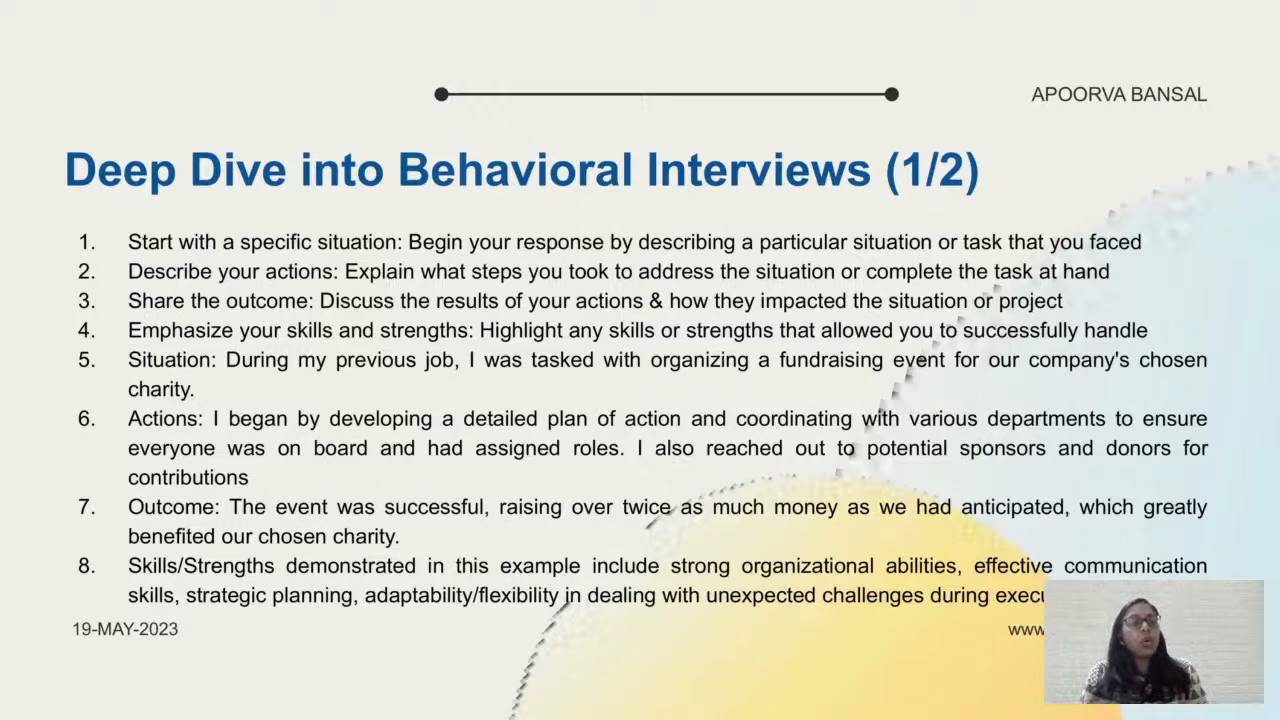 APOORVA BANSAL
Deep Dive into Behavioral Interviews (1/2)
1. Start with a specific situation: Begin your response by describing a particular situation or task that you faced
2. Describe your actions: Explain what steps you took to address the situation or complete the task at hand
3. Share the outcome: Discuss the results of your actions & how they impacted the situation or project
4. Emphasize your skills and strengths: Highlight any skills or strengths that allowed you to successfully handle
5. Situation: During my previous job, I was tasked with organizing a fundraising event for our company's chosen
charity.
6. Actions: I began by developing a detailed plan of action and coordinating with various departments to ensure
everyone was on board and had assigned roles. I also reached out to potential sponsors and donors for
contributions
7. Outcome: The event was successful, raising over twice as much money as we had anticipated, which greatly
benefited our chosen charity.
8. Skills/Strengths demonstrated in this example include strong organizational abilities, effective communication
skills, strategic planning, adaptability/flexibility in dealing with unexpected challenges during
19-MAY-2023